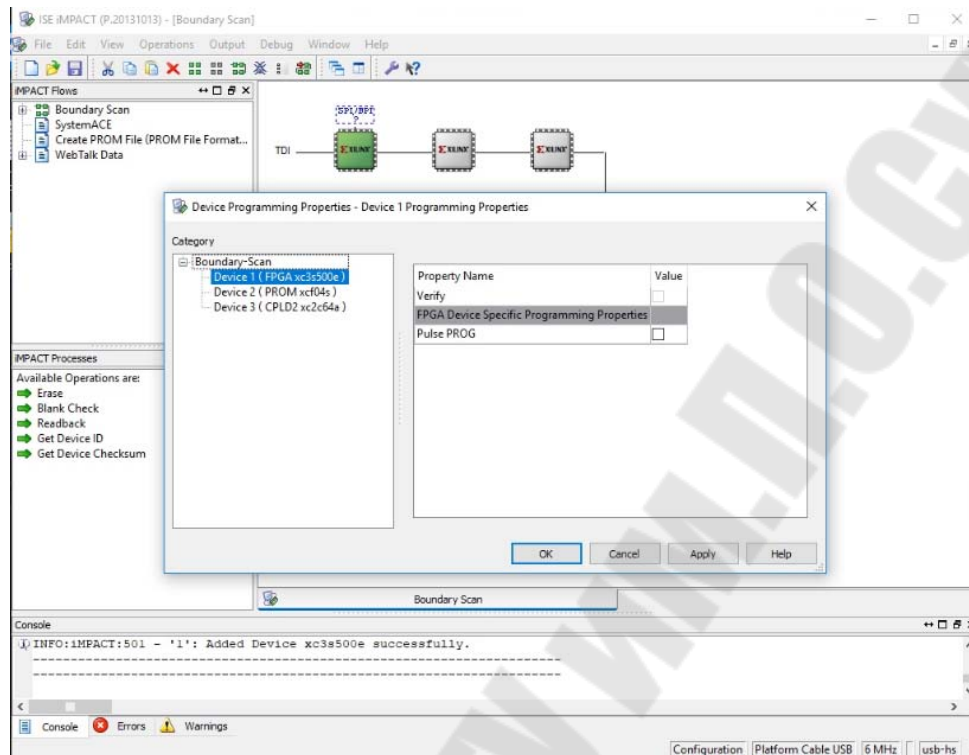 ISE iMPACT (P.20131013) - [Boundary Scan]
File Edit View Operations Output Debug Window Help
iMPACT Flows
Boundary Scan
SystemACE
Create PROM File (PROM File Format...
WebTalk Data
SPI/BPI
?
TDI
XILINX
XILINX
XILINX
Device Programming Properties - Device 1 Programming Properties
Category
Boundary-Scan
Device 1 ( FPGA xc3s500e )
Device 2 ( PROM xcf04s )
Device 3 ( CPLD2 xc2c64a )
Property Name Value
Verify
FPGA Device Specific Programming Properties
Pulse PROG
OK Cancel Apply Help
iMPACT Processes
Available Operations are:
Erase
Blank Check
Readback
Get Device ID
Get Device Checksum
Boundary Scan
Console
INFO:iMPACT:501 - '1': Added Device xc3s500e successfully.
Console Errors Warnings
Configuration Platform Cable USB 6 MHz usb-hs